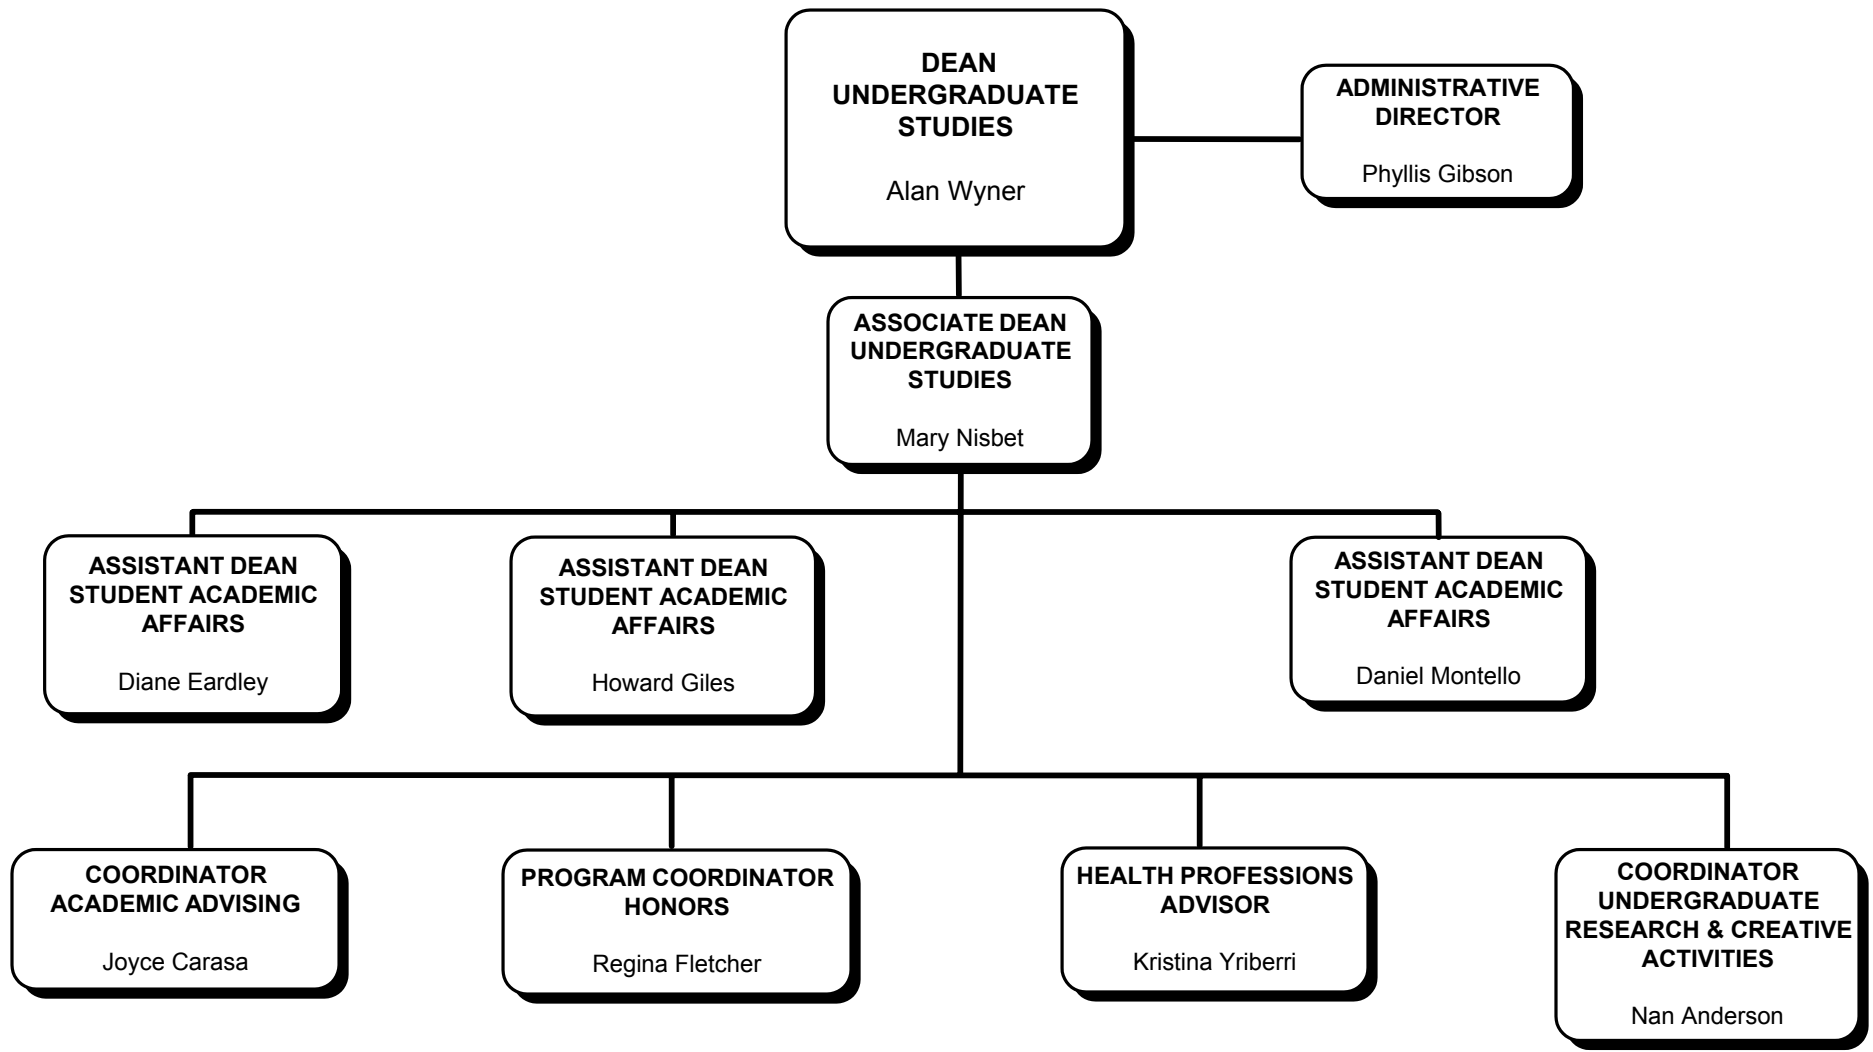 DEAN
UNDERGRADUATE
STUDIES
Alan Wyner
ADMINISTRATIVE
DIRECTOR
Phyllis Gibson
ASSOCIATE DEAN
UNDERGRADUATE
STUDIES
Mary Nisbet
ASSISTANT DEAN
STUDENT ACADEMIC
AFFAIRS
Diane Eardley
ASSISTANT DEAN
STUDENT ACADEMIC
AFFAIRS
Howard Giles
ASSISTANT DEAN
STUDENT ACADEMIC
AFFAIRS
Daniel Montello
COORDINATOR
ACADEMIC ADVISING
Joyce Carasa
PROGRAM COORDINATOR
HONORS
Regina Fletcher
HEALTH PROFESSIONS
ADVISOR
Kristina Yriberri
COORDINATOR
UNDERGRADUATE
RESEARCH & CREATIVE
ACTIVITIES
Nan Anderson